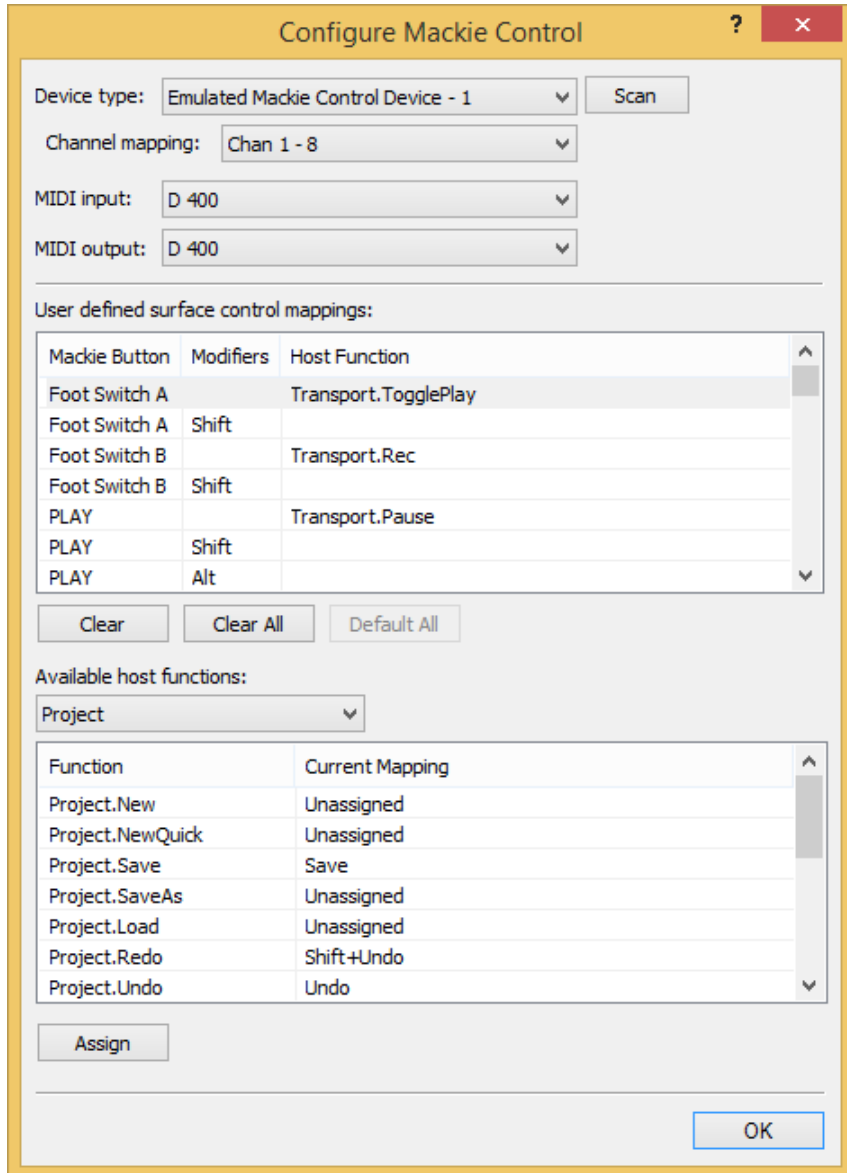 Configure Mackie Control ? ×
Device type: Emulated Mackie Control Device - 1 Scan
Channel mapping: Chan 1 - 8
MIDI input: D 400
MIDI output: D 400
User defined surface control mappings:
Mackie Button Modifiers Host Function
Foot Switch A Transport.TogglePlay
Foot Switch A Shift
Foot Switch B Transport.Rec
Foot Switch B Shift
PLAY Transport.Pause
PLAY Shift
PLAY Alt
Clear Clear All Default All
Available host functions:
Project
Function Current Mapping
Project.New Unassigned
Project.NewQuick Unassigned
Project.Save Save
Project.SaveAs Unassigned
Project.Load Unassigned
Project.Redo Shift+Undo
Project.Undo Undo
Assign
OK